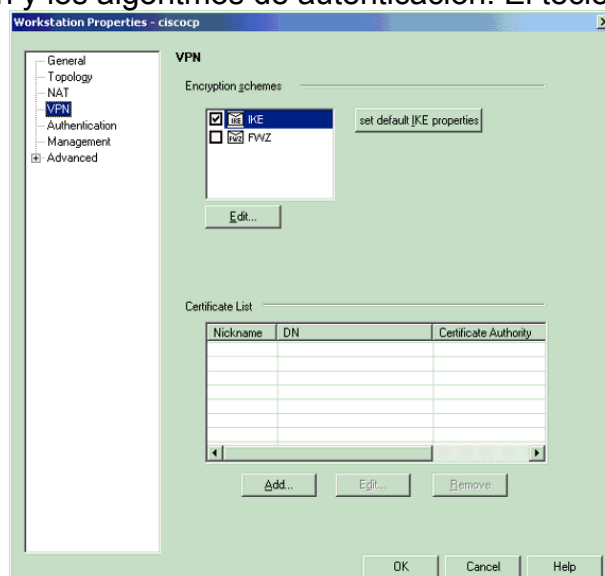 n y los algoritmos de autenticación. El tecl
Workstation Properties - ciscocp
General
Topology
NAT
VPN
Authentication
Management
Advanced
VPN
Encryption schemes
IKE
FWZ
set default IKE properties
Edit...
Certificate List
Nickname DN Certificate Authority
Add... Edit... Remove
OK Cancel Help